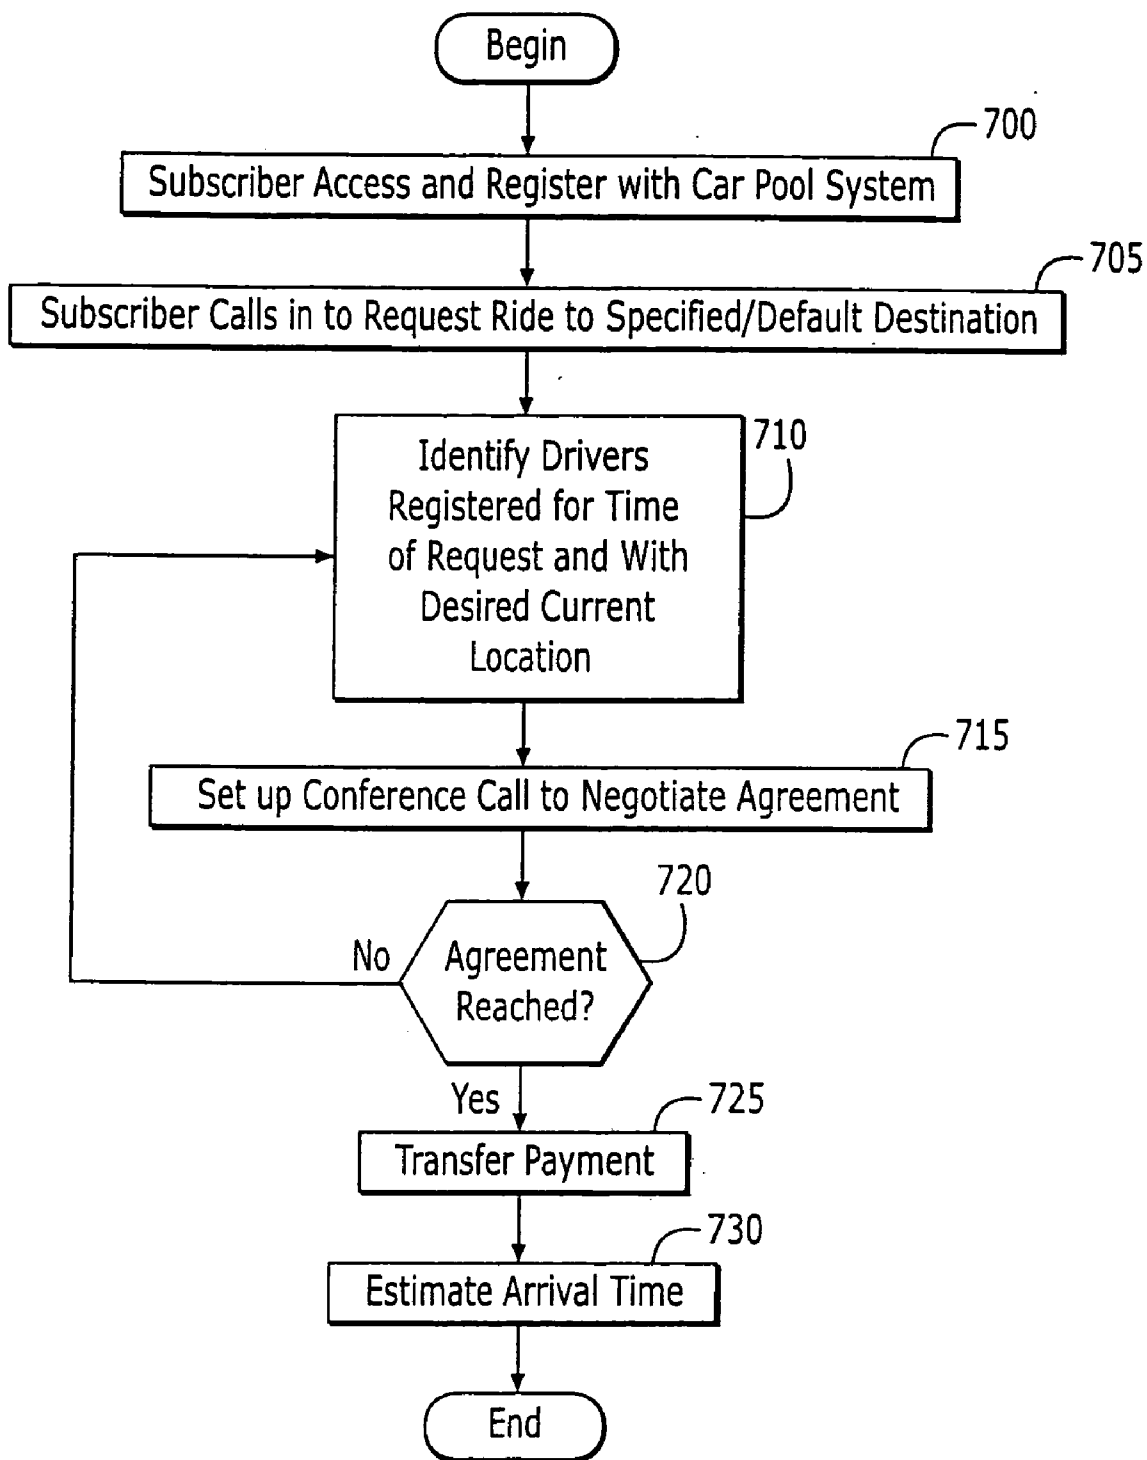 Begin
700
Subscriber Access and Register with Car Pool System
705
Subscriber Calls in to Request Ride to Specified/Default Destination
710
Identify Drivers
Registered for Time
of Request and With
Desired Current
Location
715
Set up Conference Call to Negotiate Agreement
720
No
Agreement
Reached?
Yes
725
Transfer Payment
730
Estimate Arrival Time
End